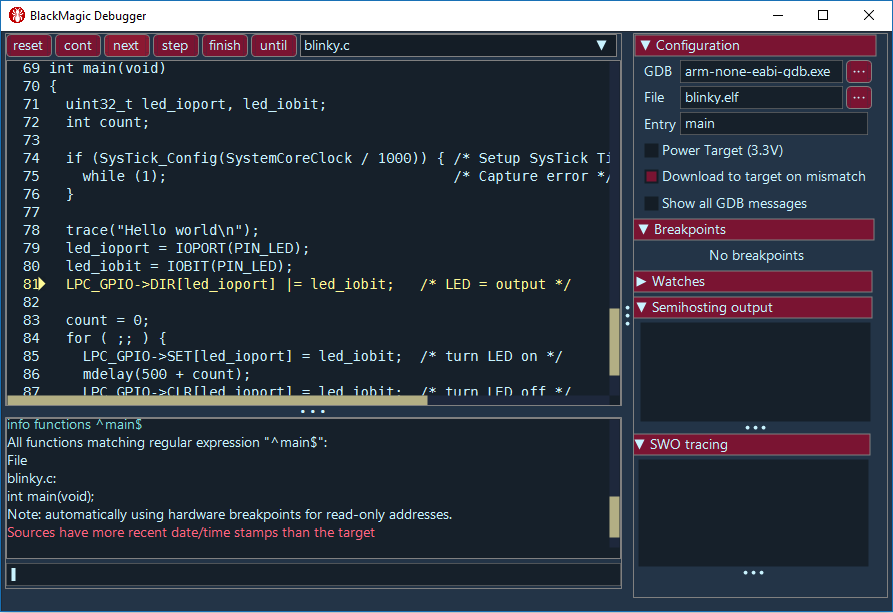 BlackMagic Debugger
reset cont next step finish until blinky.c
69 int main(void)
70 {
71   uint32_t led_ioport, led_iobit;
72   int count;
73
74   if (SysTick_Config(SystemCoreClock / 1000)) { /* Setup SysTick Ti
75     while (1);                                  /* Capture error */
76   }
77
78   trace("Hello world\n");
79   led_ioport = IOPORT(PIN_LED);
80   led_iobit = IOBIT(PIN_LED);
81   LPC_GPIO->DIR[led_ioport] |= led_iobit;   /* LED = output */
82
83   count = 0;
84   for ( ;; ) {
85     LPC_GPIO->SET[led_ioport] = led_iobit;  /* turn LED on */
86     mdelay(500 + count);
87     LPC_GPIO->CLR[led_ioport] = led_iobit;  /* turn LED off */
info functions ^main$
All functions matching regular expression "^main$":
File
blinky.c:
int main(void);
Note: automatically using hardware breakpoints for read-only addresses.
Sources have more recent date/time stamps than the target
Configuration
GDB arm-none-eabi-gdb.exe ...
File blinky.elf ...
Entry main
Power Target (3.3V)
Download to target on mismatch
Show all GDB messages
Breakpoints
No breakpoints
Watches
Semihosting output
SWO tracing